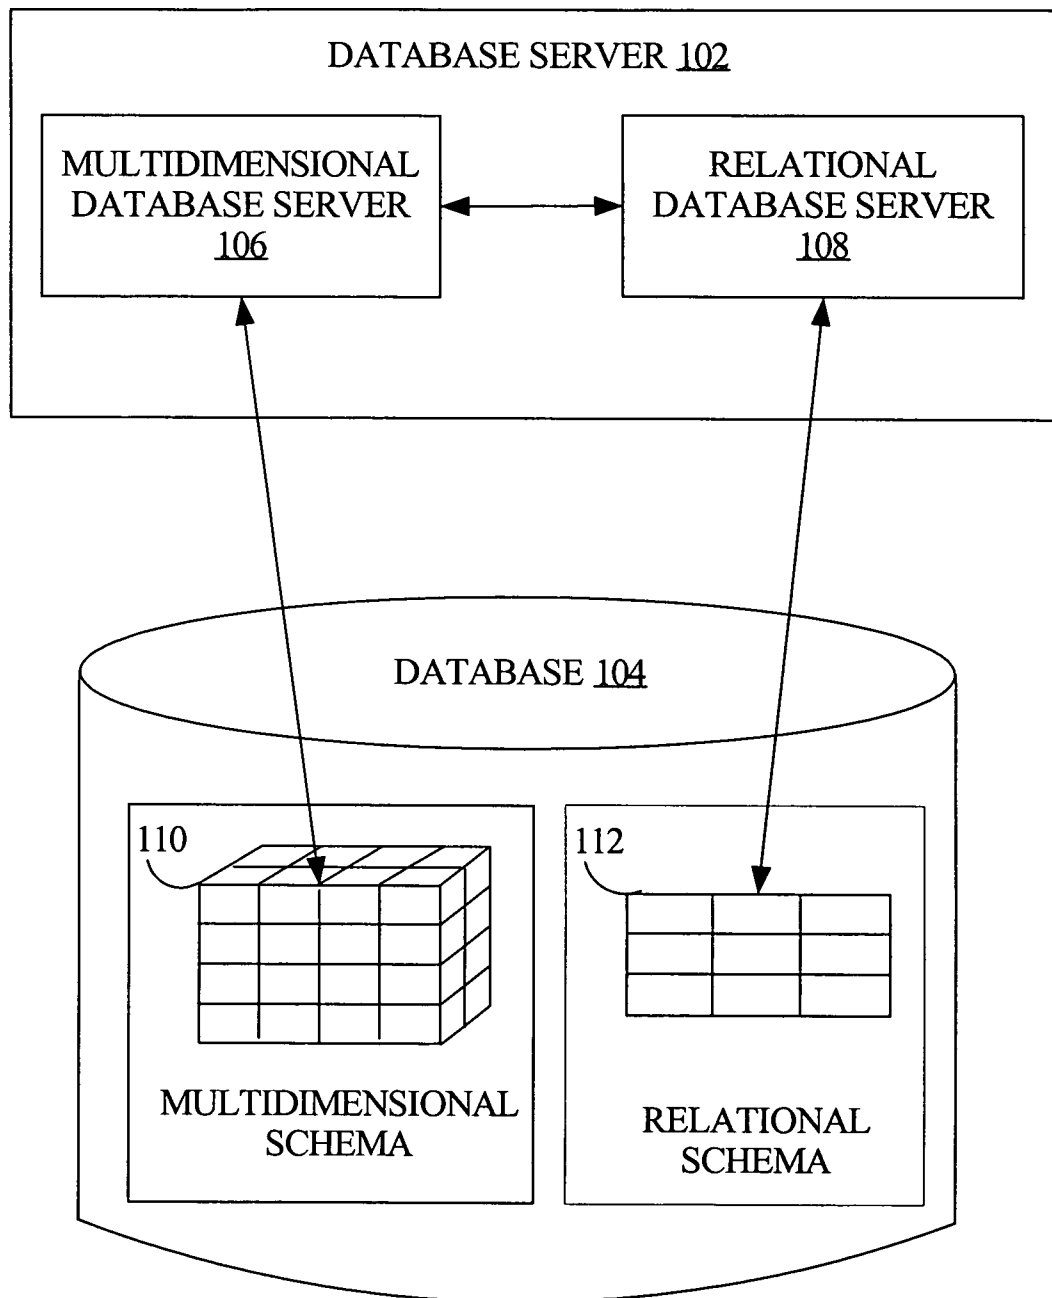 DATABASE SERVER 102
MULTIDIMENSIONAL
DATABASE SERVER
106
RELATIONAL
DATABASE SERVER
108
DATABASE 104
110
MULTIDIMENSIONAL
SCHEMA
112
RELATIONAL
SCHEMA